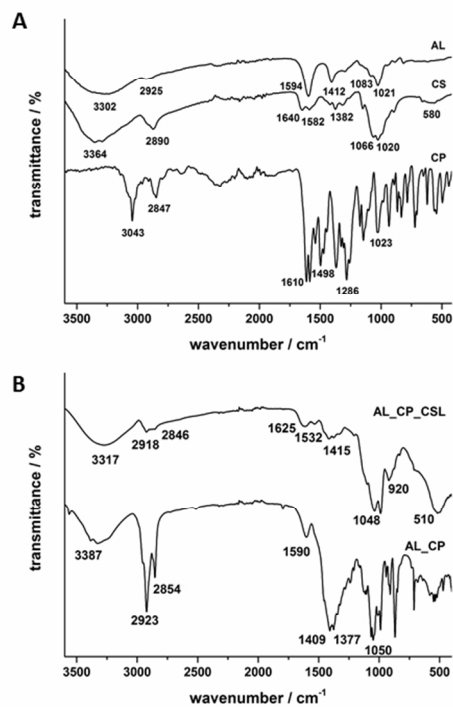 A
AL
2925
3302
1594
1412
1083
1021
CS
3364
2890
1640
1582
1382
1066
1020
580
CP
3043
2847
1610
1498
1286
1023
transmittance / %
3500 3000 2500 2000 1500 1000 500
wavenumber / cm-1
B
AL_CP_CSL
3317
2918
2846
1625
1532
1415
1048
920
510
AL_CP
3387
2923
2854
1590
1409
1377
1050
transmittance / %
3500 3000 2500 2000 1500 1000 500
wavenumber / cm-1